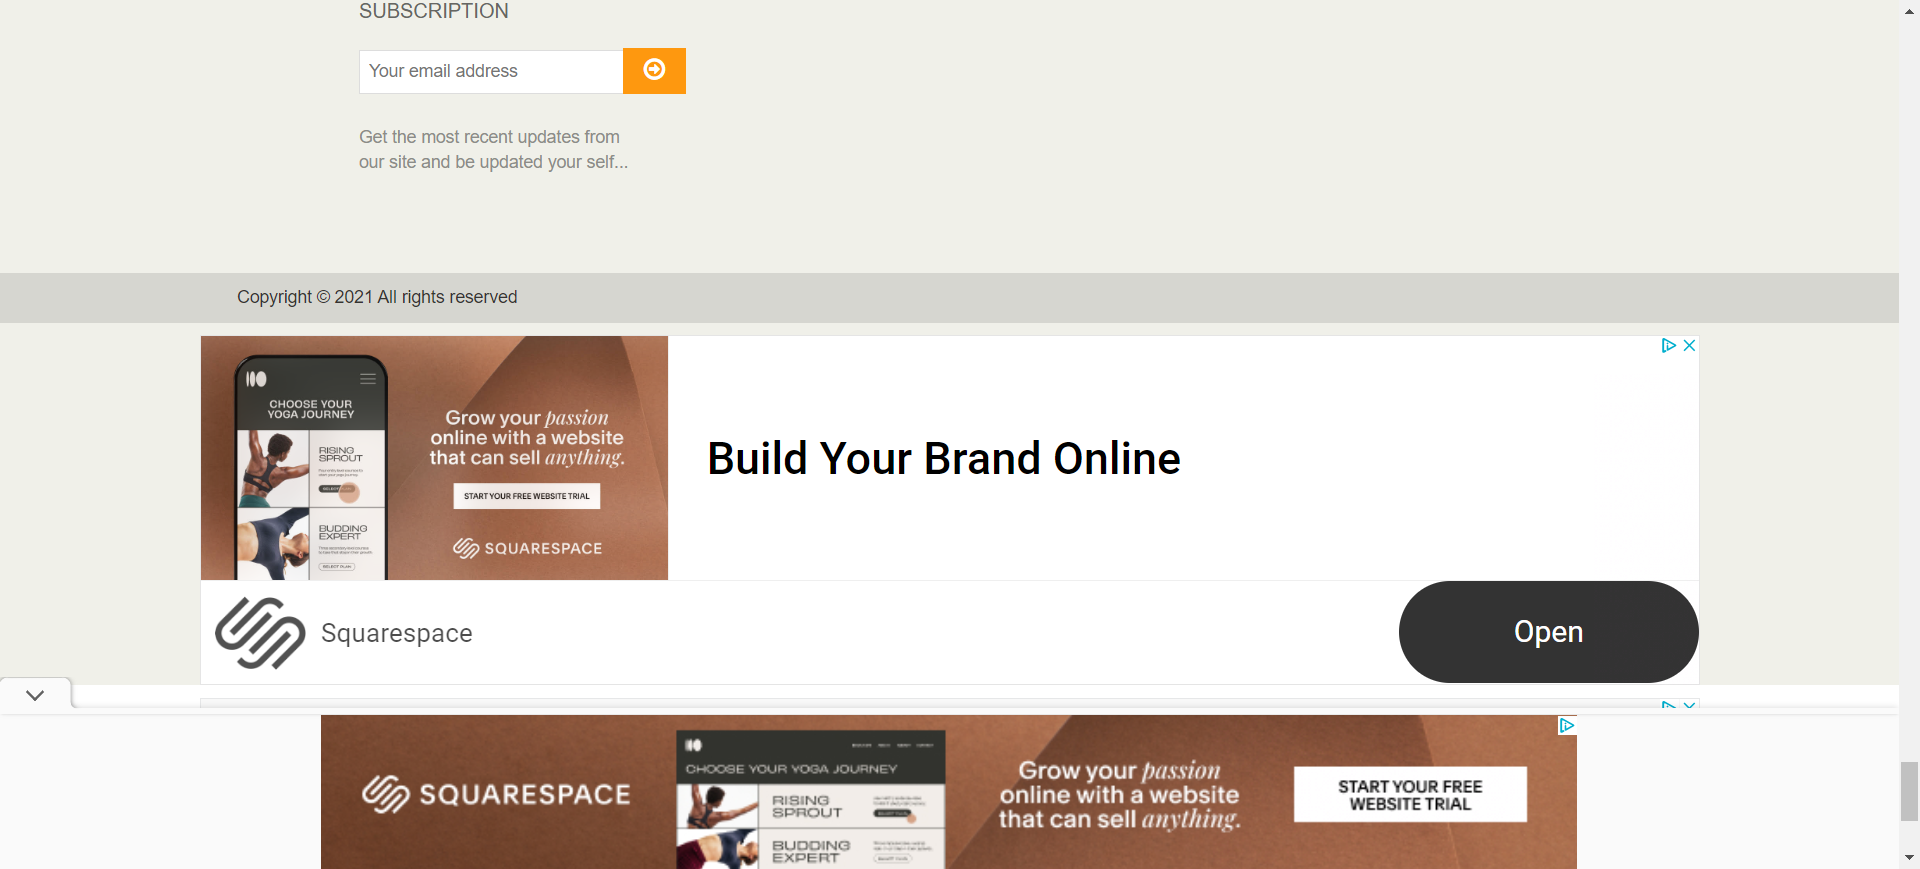 SUBSCRIPTION
Your email address
Get the most recent updates from
our site and be updated your self...
Copyright © 2021 All rights reserved
CHOOSE YOUR
YOGA JOURNEY
RISING
SPROUT
BUDDING
EXPERT
SELECT PLAN
Grow your passion
online with a website
that can sell anything.
START YOUR FREE WEBSITE TRIAL
SQUARESPACE
Build Your Brand Online
Squarespace
Open
SQUARESPACE
CHOOSE YOUR YOGA JOURNEY
RISING
SPROUT
BUDDING
EXPERT
Grow your passion
online with a website
that can sell anything.
START YOUR FREE
WEBSITE TRIAL